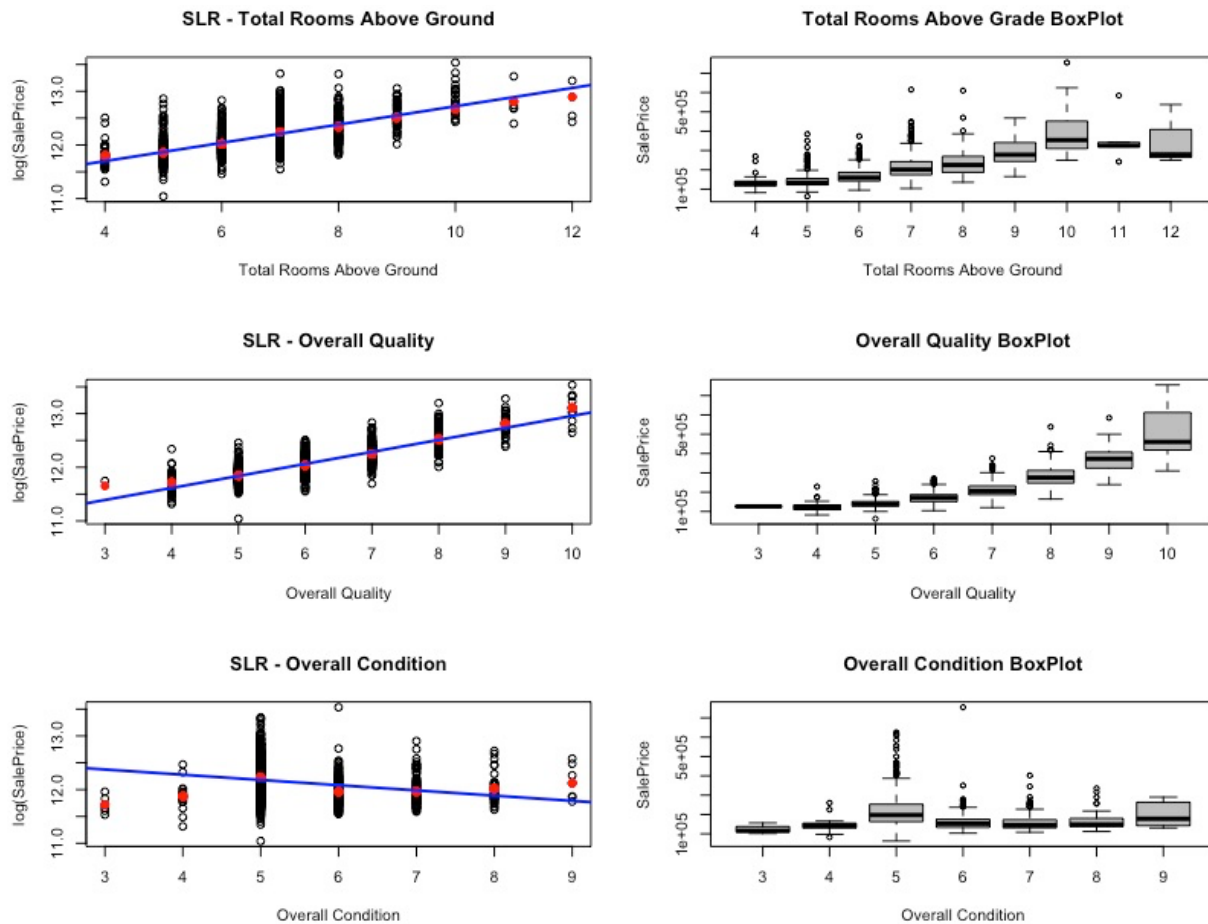 SLR - Total Rooms Above Ground
log(SalePrice)
11.0 12.0 13.0
4 6 8 10 12
Total Rooms Above Ground
Total Rooms Above Grade BoxPlot
SalePrice
1e+05 5e+05
4 5 6 7 8 9 10 11 12
Total Rooms Above Ground
SLR - Overall Quality
log(SalePrice)
11.0 12.0 13.0
3 4 5 6 7 8 9 10
Overall Quality
Overall Quality BoxPlot
SalePrice
1e+05 5e+05
3 4 5 6 7 8 9 10
Overall Quality
SLR - Overall Condition
log(SalePrice)
11.0 12.0 13.0
3 4 5 6 7 8 9
Overall Condition
Overall Condition BoxPlot
SalePrice
1e+05 5e+05
3 4 5 6 7 8 9
Overall Condition